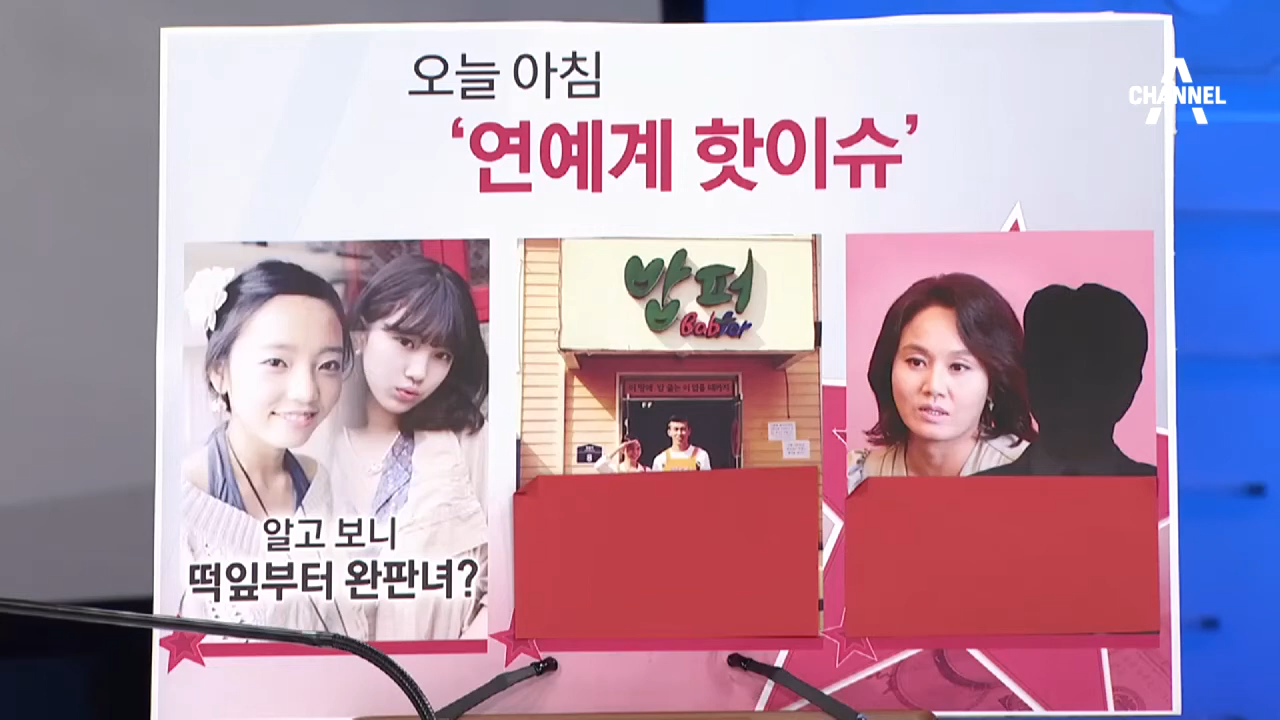 오늘 아침
‘연예계 핫이슈’
CHANNEL A
밥퍼
Babfer
알고 보니
떡잎부터 완판녀?